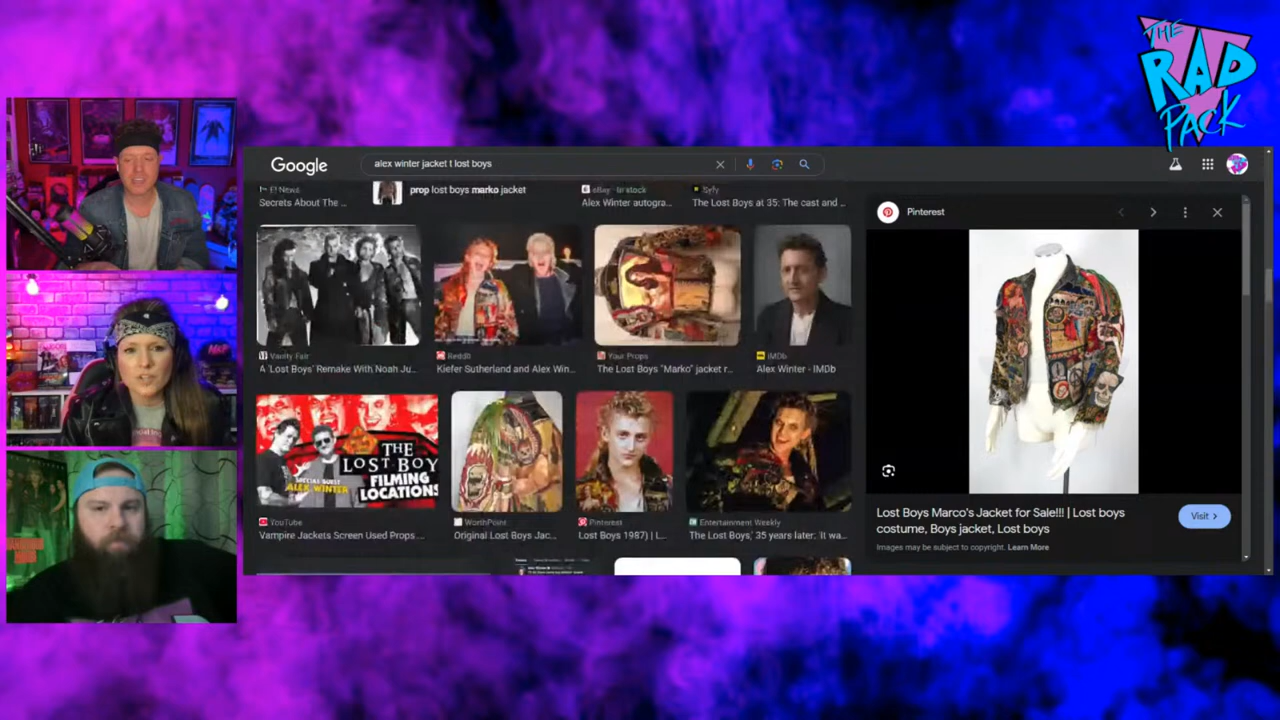 THE
RAD
PACK
Google
alex winter jacket t lost boys
E! News
Secrets About The ...
prop lost boys marko jacket
eBay · In stock
Alex Winter autogra...
Syfy
The Lost Boys at 35: The cast and ...
Pinterest
Vanity Fair
A 'Lost Boys' Remake With Noah Ju...
Reddit
Kiefer Sutherland and Alex Win...
Your Props
The Lost Boys "Marko" jacket r...
IMDb
Alex Winter - IMDb
THE
LOST BOY
FILMING
LOCATIONS
SPECIAL GUEST
ALEX WINTER
YouTube
Vampire Jackets Screen Used Props ...
WorthPoint
Original Lost Boys Jac...
Pinterest
Lost Boys 1987) | L...
Entertainment Weekly
The Lost Boys,' 35 years later: 'It wa...
Lost Boys Marco's Jacket for Sale!!! | Lost boys
costume, Boys jacket, Lost boys
Visit >
Images may be subject to copyright. Learn More